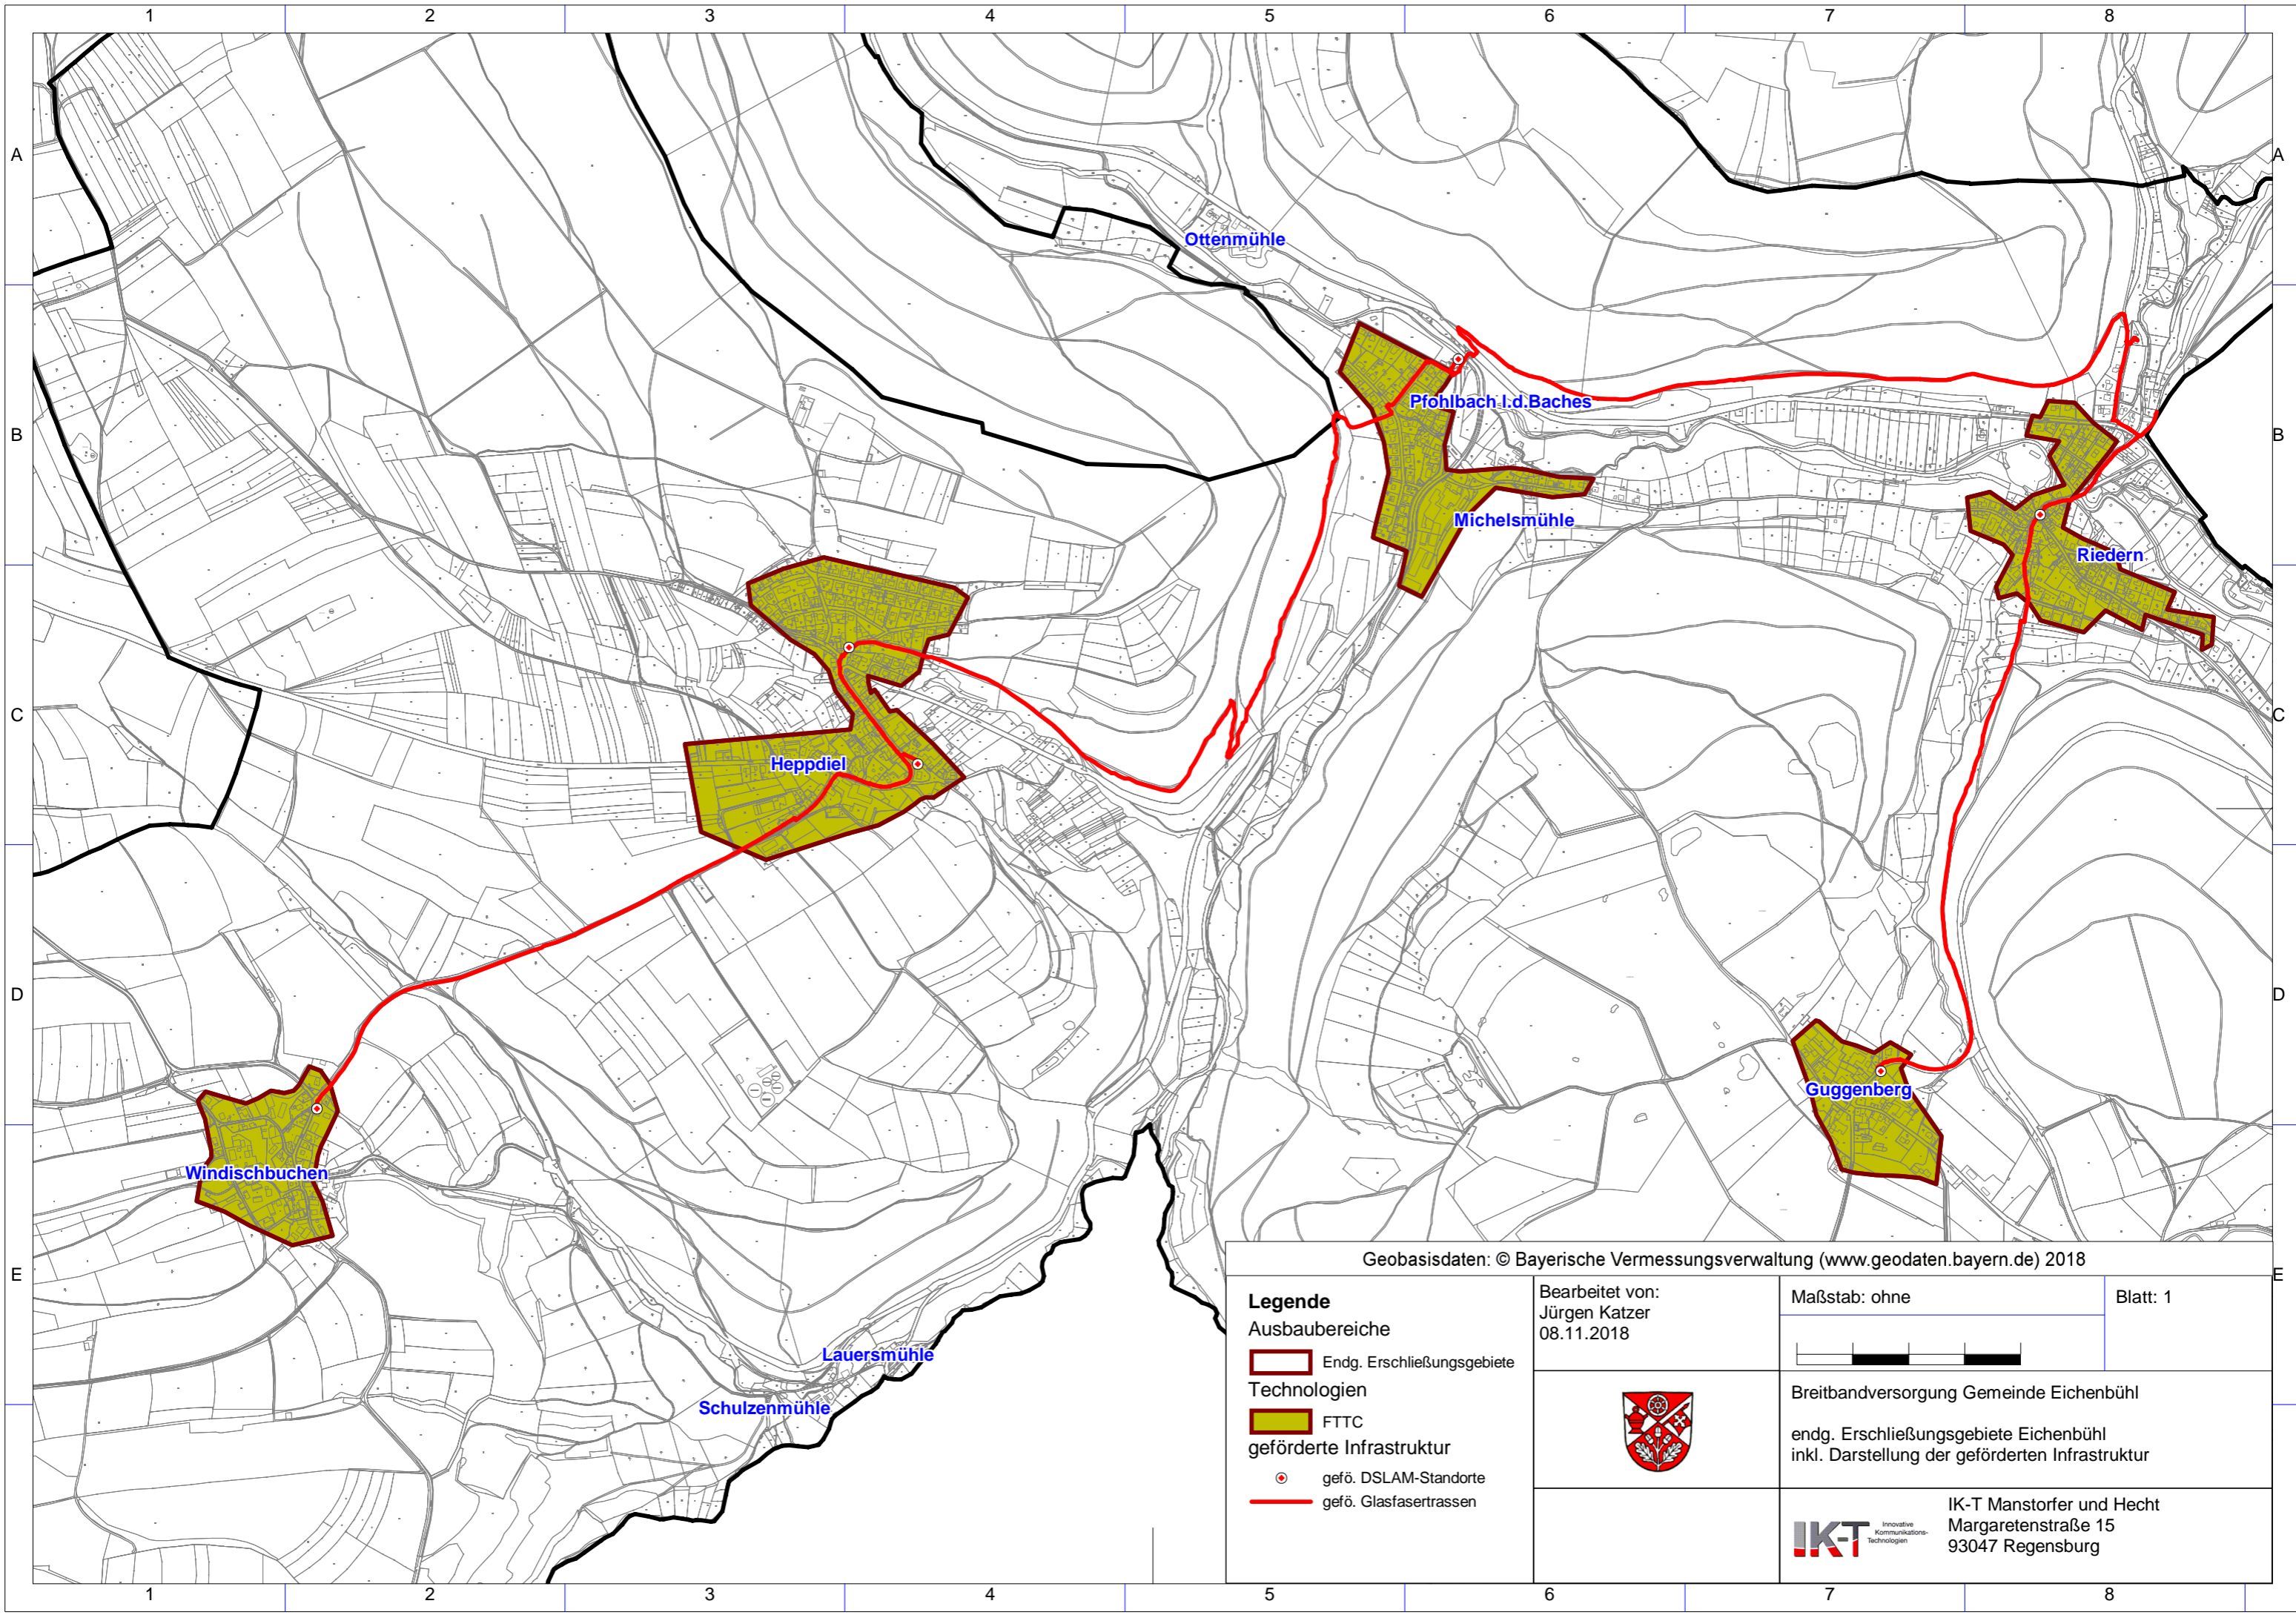 1 2 3 4 5 6 7 8
A A
Ottenmühle
B B
Pfohlbach l.d.Baches
Michelsmühle
Riedern
C C
Heppdiel
D D
Guggenberg
Windischbuchen
E E
Lauersmühle
Schulzenmühle
Geobasisdaten: © Bayerische Vermessungsverwaltung (www.geodaten.bayern.de) 2018
Legende
Ausbaubereiche
Endg. Erschließungsgebiete
Technologien
FTTC
geförderte Infrastruktur
gefö. DSLAM-Standorte
gefö. Glasfasertrassen
Bearbeitet von:
Jürgen Katzer
08.11.2018
Maßstab: ohne
Blatt: 1
Breitbandversorgung Gemeinde Eichenbühl
endg. Erschließungsgebiete Eichenbühl
inkl. Darstellung der geförderten Infrastruktur
IK-T
Innovative
Kommunikations-
Technologien
IK-T Manstorfer und Hecht
Margaretenstraße 15
93047 Regensburg
1 2 3 4 5 6 7 8